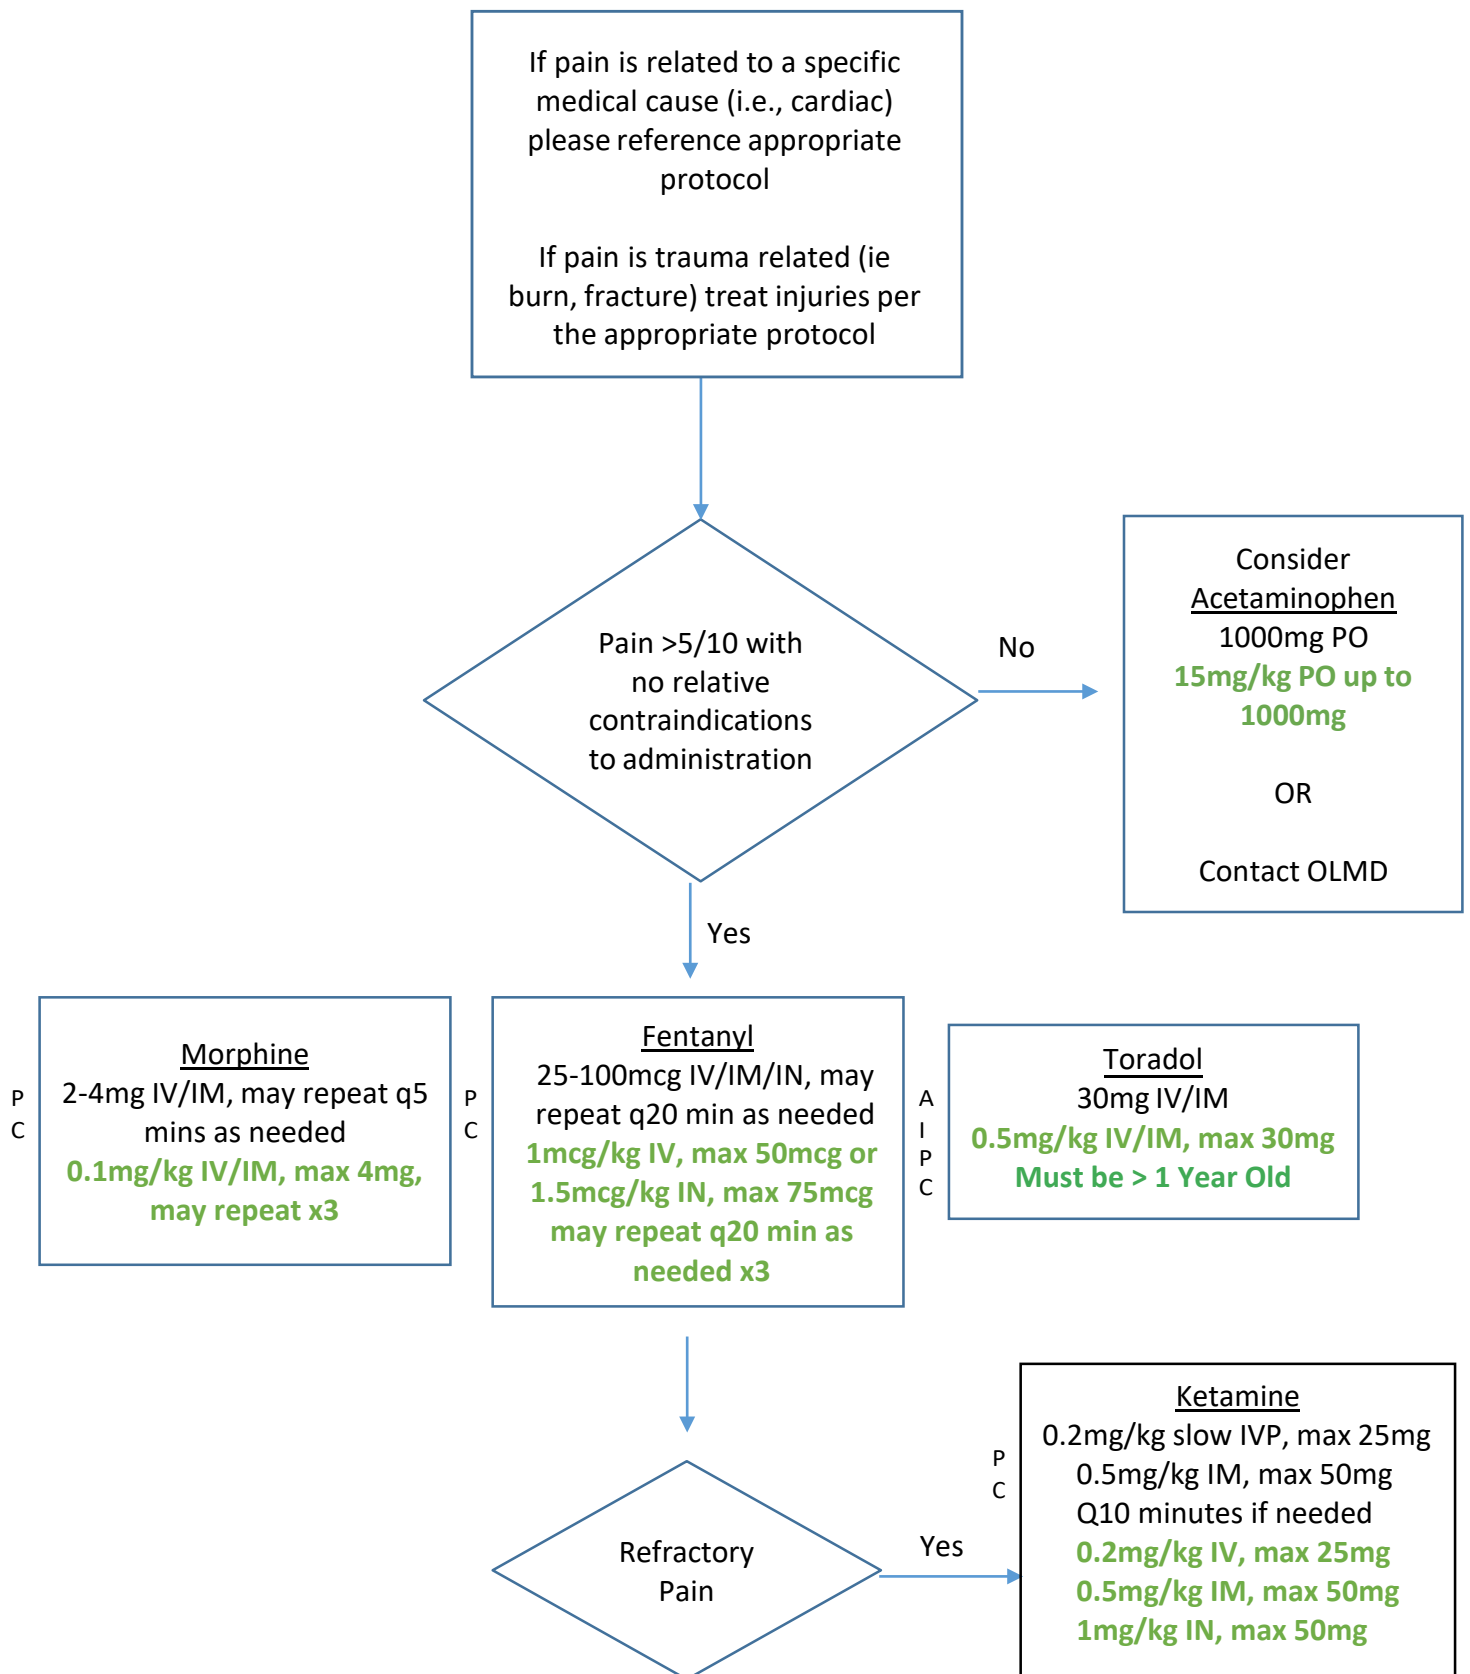 If pain is related to a specific
medical cause (i.e., cardiac)
please reference appropriate
protocol
If pain is trauma related (ie
burn, fracture) treat injuries per
the appropriate protocol
Pain >5/10 with
no relative
contraindications
to administration
No
Consider
Acetaminophen
1000mg PO
15mg/kg PO up to
1000mg
OR
Contact OLMD
Yes
P
C
Morphine
2-4mg IV/IM, may repeat q5
mins as needed
0.1mg/kg IV/IM, max 4mg,
may repeat x3
P
C
Fentanyl
25-100mcg IV/IM/IN, may
repeat q20 min as needed
1mcg/kg IV, max 50mcg or
1.5mcg/kg IN, max 75mcg
may repeat q20 min as
needed x3
A
I
P
C
Toradol
30mg IV/IM
0.5mg/kg IV/IM, max 30mg
Must be > 1 Year Old
Refractory
Pain
Yes
P
C
Ketamine
0.2mg/kg slow IVP, max 25mg
0.5mg/kg IM, max 50mg
Q10 minutes if needed
0.2mg/kg IV, max 25mg
0.5mg/kg IM, max 50mg
1mg/kg IN, max 50mg